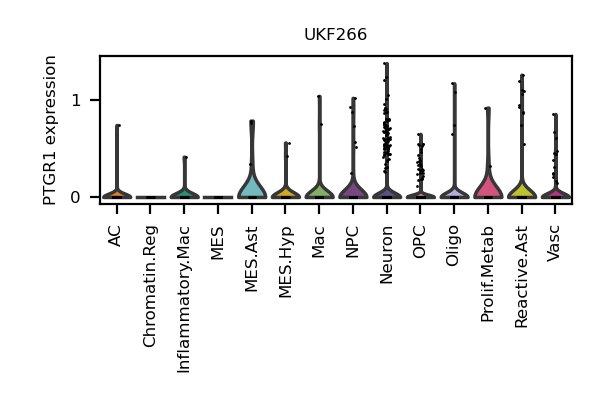 UKF266
PTGR1 expression
1
0
AC
Chromatin.Reg
Inflammatory.Mac
MES
MES.Ast
MES.Hyp
Mac
NPC
Neuron
OPC
Oligo
Prolif.Metab
Reactive.Ast
Vasc